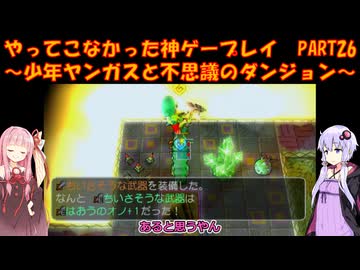 やってこなかった神ゲープレイ PART26
～少年ヤンガスと不思議のダンジョン～
ちいさそうな武器を装備した。
なんと ちいさそうな武器は
はおうのオノ+1だった！
あると思うやん